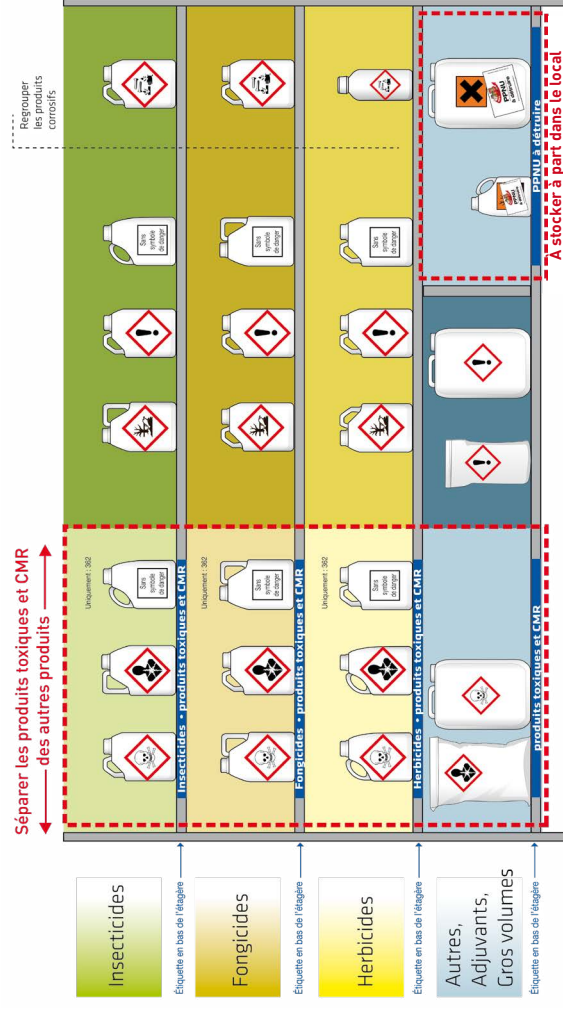 Séparer les produits toxiques et CMR
des autres produits
Regrouper
les produits
corrosifs
Insecticides
Uniquement : 362
Sans
symbole
de danger
Sans
symbole
de danger
Étiquette en bas de l'étagère
Insecticides • produits toxiques et CMR
Fongicides
Uniquement : 362
Sans
symbole
de danger
Sans
symbole
de danger
Étiquette en bas de l'étagère
Fongicides • produits toxiques et CMR
Herbicides
Uniquement : 362
Sans
symbole
de danger
Sans
symbole
de danger
Étiquette en bas de l'étagère
Herbicides • produits toxiques et CMR
Autres,
Adjuvants,
Gros volumes
PPNU
à détruire
PPNU
à détruire
Étiquette en bas de l'étagère
produits toxiques et CMR
PPNU à détruire
A stocker à part dans le local